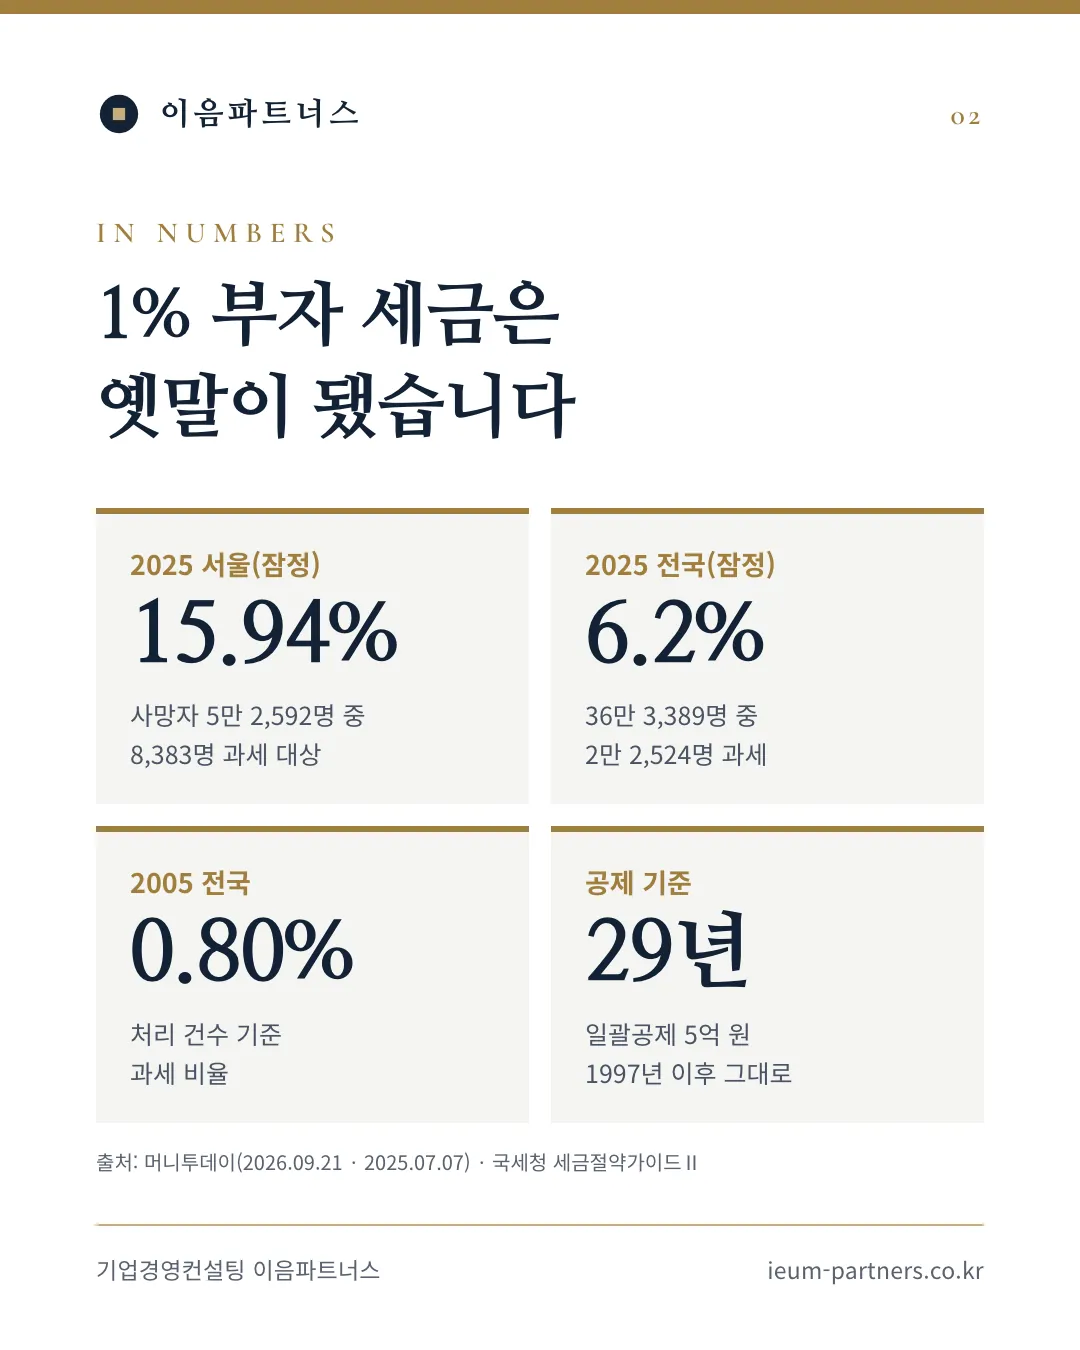 이음파트너스
02
IN NUMBERS
1% 부자 세금은
옛말이 됐습니다
2025 서울(잠정)
15.94%
사망자 5만 2,592명 중
8,383명 과세 대상
2025 전국(잠정)
6.2%
36만 3,389명 중
2만 2,524명 과세
2005 전국
0.80%
처리 건수 기준
과세 비율
공제 기준
29년
일괄공제 5억 원
1997년 이후 그대로
출처: 머니투데이(2026.09.21 · 2025.07.07) · 국세청 세금절약가이드Ⅱ
기업경영컨설팅 이음파트너스
ieum-partners.co.kr